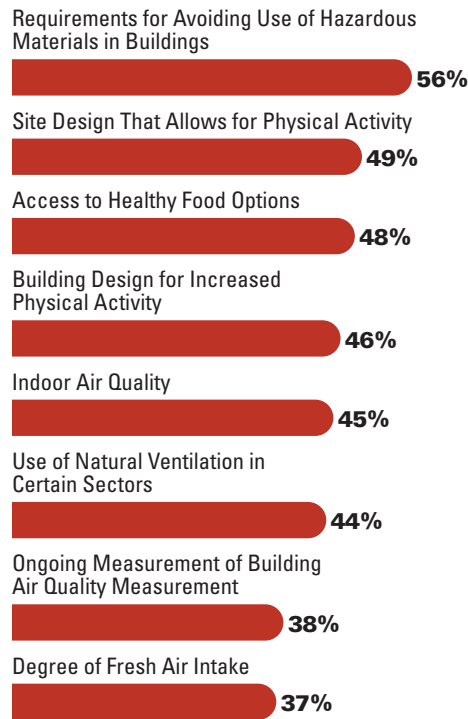 Requirements for Avoiding Use of Hazardous
Materials in Buildings
56%
Site Design That Allows for Physical Activity
49%
Access to Healthy Food Options
48%
Building Design for Increased
Physical Activity
46%
Indoor Air Quality
45%
Use of Natural Ventilation in
Certain Sectors
44%
Ongoing Measurement of Building
Air Quality Measurement
38%
Degree of Fresh Air Intake
37%